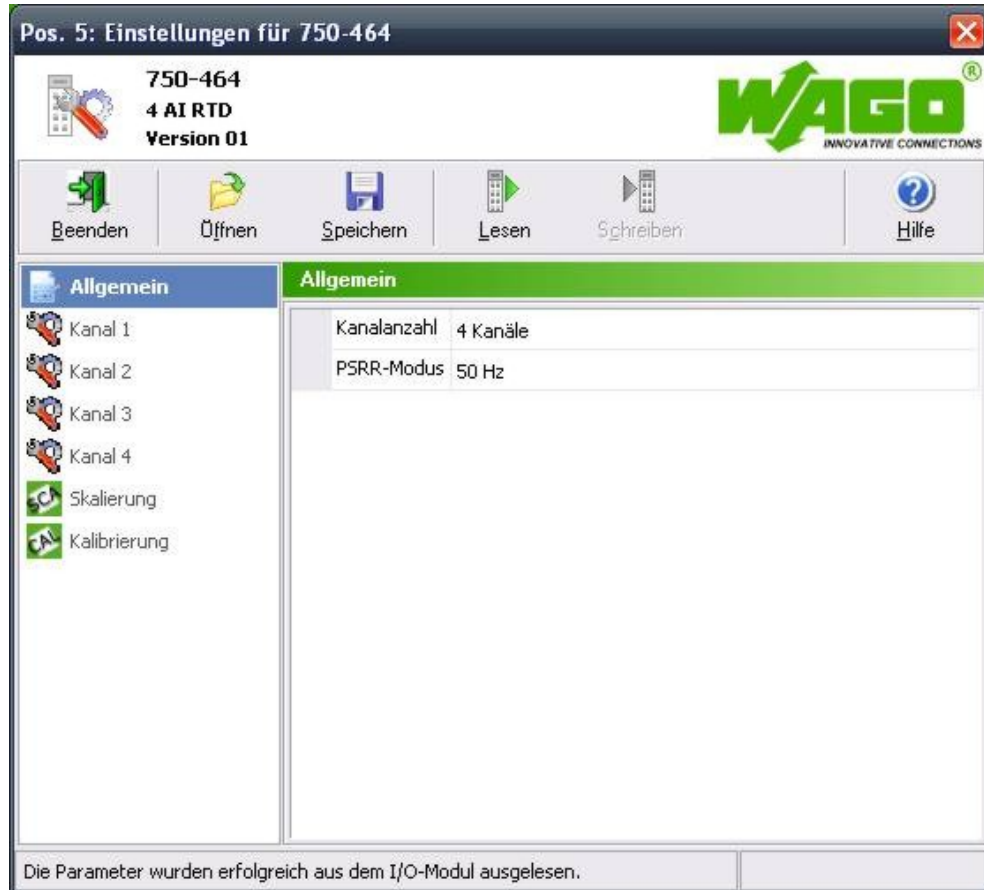 Pos. 5: Einstellungen für 750-464
750-464
4 AI RTD
Version 01
WAGO®
INNOVATIVE CONNECTIONS
Beenden
Öffnen
Speichern
Lesen
Schreiben
Hilfe
Allgemein
Kanal 1
Kanal 2
Kanal 3
Kanal 4
SCA Skalierung
CAL Kalibrierung
Allgemein
Kanalanzahl 4 Kanäle
PSRR-Modus 50 Hz
Die Parameter wurden erfolgreich aus dem I/O-Modul ausgelesen.